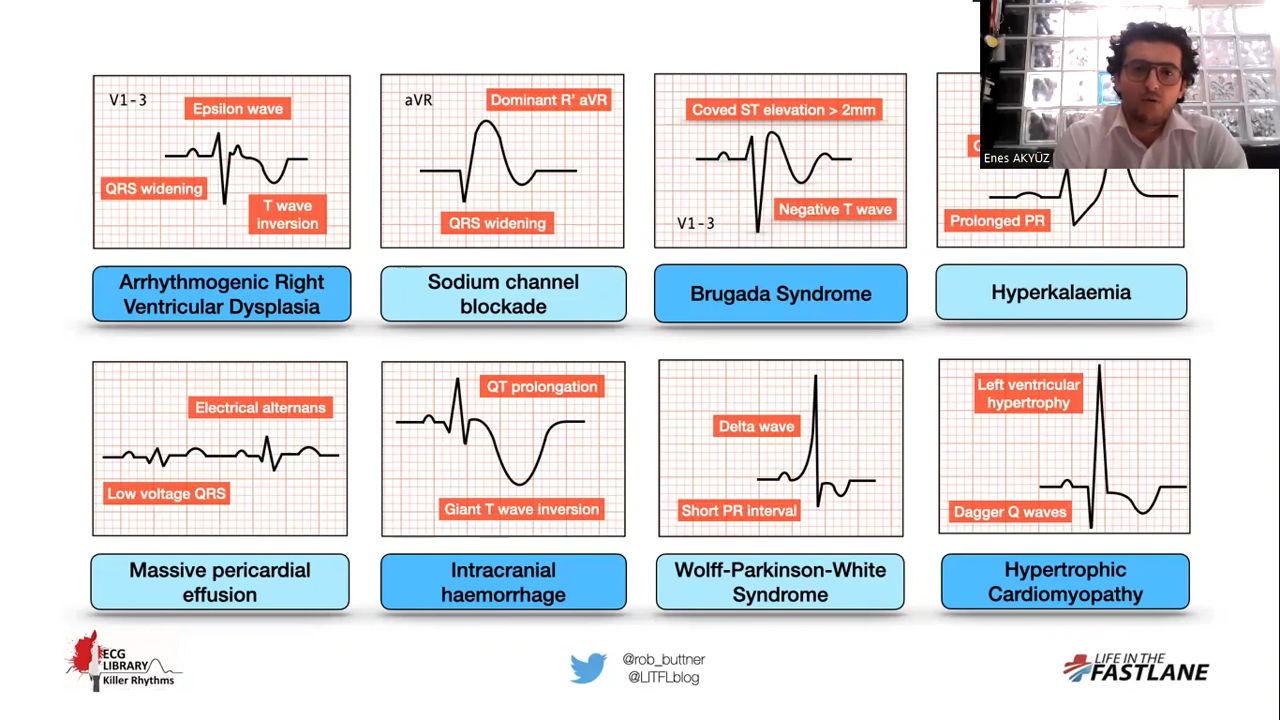 V1-3
Epsilon wave
QRS widening
T wave
inversion
Arrhythmogenic Right
Ventricular Dysplasia
aVR
Dominant R' aVR
QRS widening
Sodium channel
blockade
Coved ST elevation > 2mm
Negative T wave
V1-3
Brugada Syndrome
Enes AKYÜZ
Prolonged PR
Hyperkalaemia
Electrical alternans
Low voltage QRS
Massive pericardial
effusion
QT prolongation
Giant T wave inversion
Intracranial
haemorrhage
Delta wave
Short PR interval
Wolff-Parkinson-White
Syndrome
Left ventricular
hypertrophy
Dagger Q waves
Hypertrophic
Cardiomyopathy
ECG
LIBRARY
Killer Rhythms
@rob_buttner
@LITFLblog
LIFE IN THE
FASTLANE